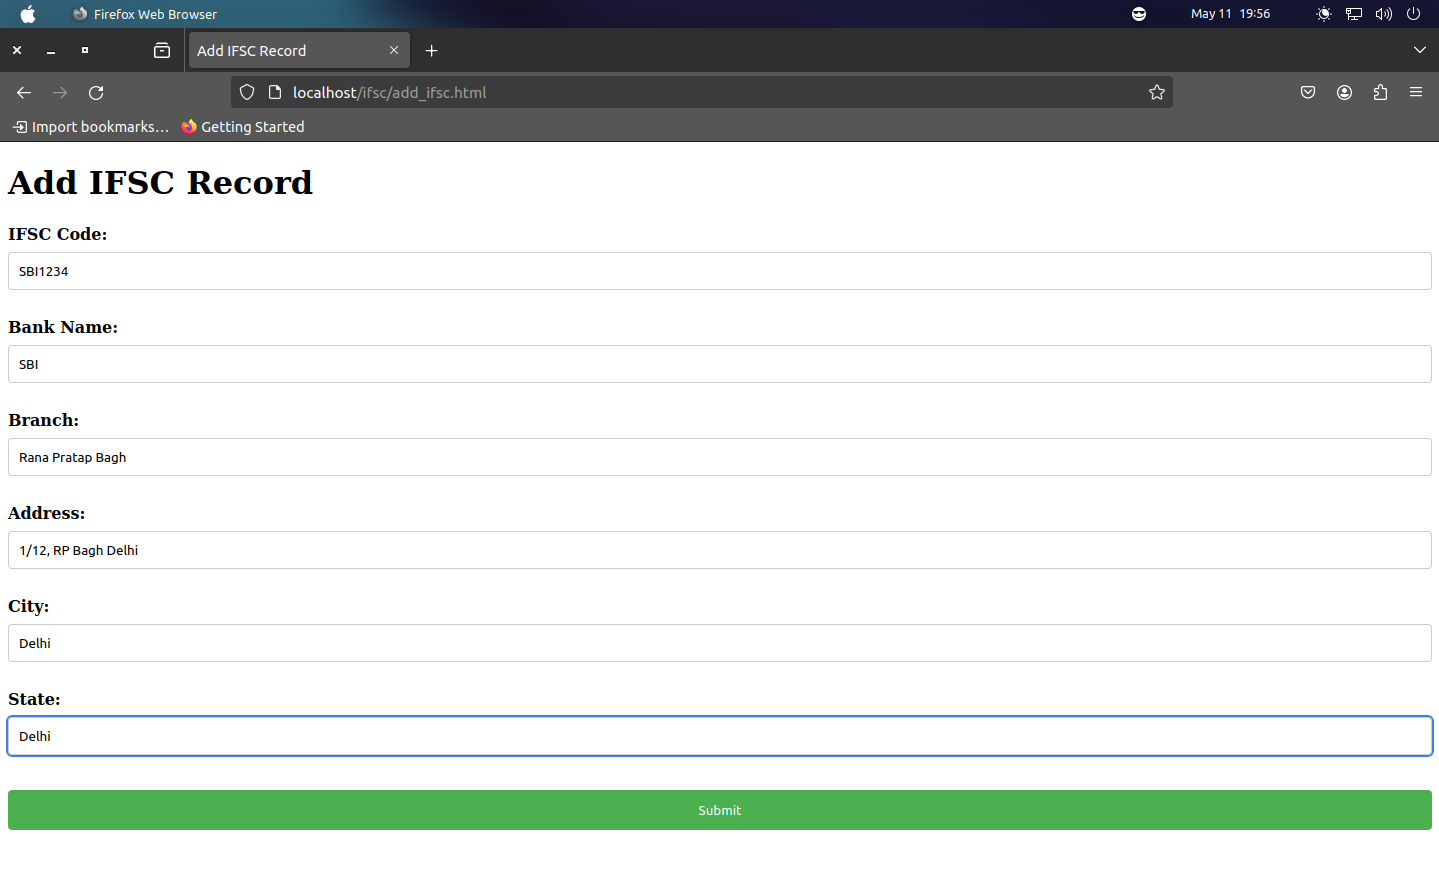 Firefox Web Browser
May 11 19:56
Add IFSC Record
localhost/ifsc/add_ifsc.html
Import bookmarks…
Getting Started
Add IFSC Record
IFSC Code:
SBI1234
Bank Name:
SBI
Branch:
Rana Pratap Bagh
Address:
1/12, RP Bagh Delhi
City:
Delhi
State:
Delhi
Submit